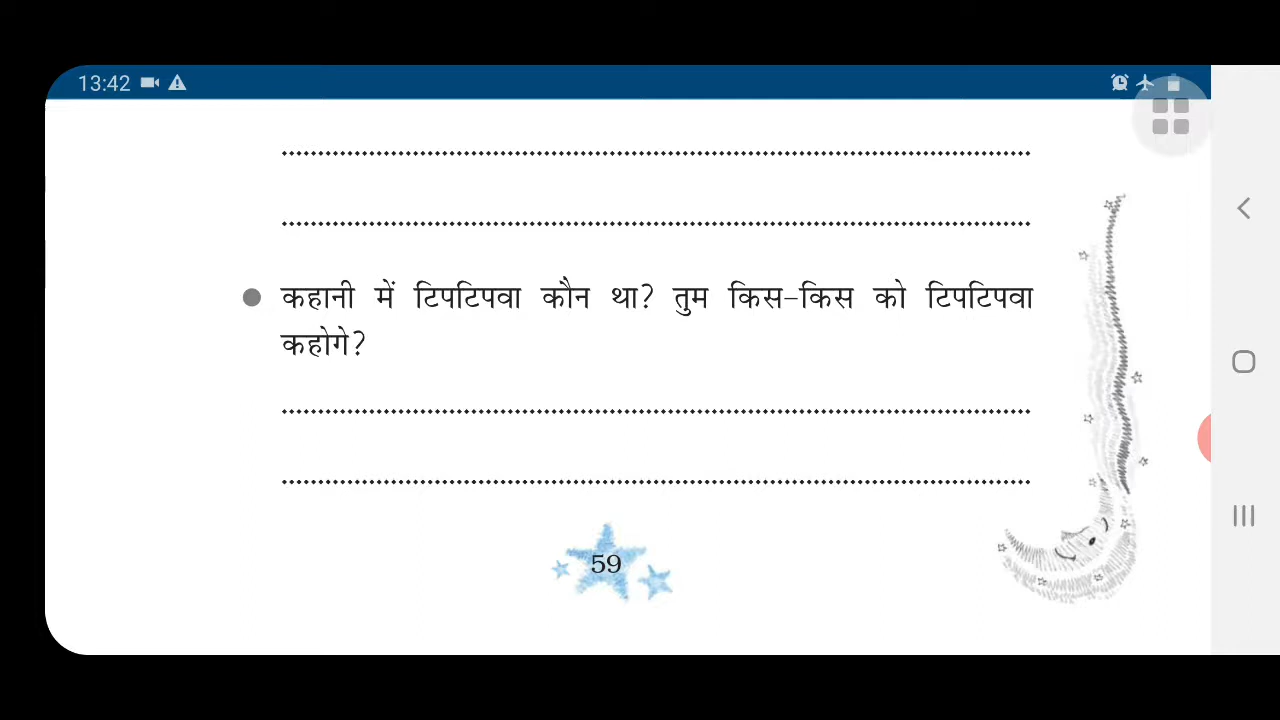 13:42
कहानी में टिपटिपवा कौन था? तुम किस–किस को टिपटिपवा
कहोगे?
59